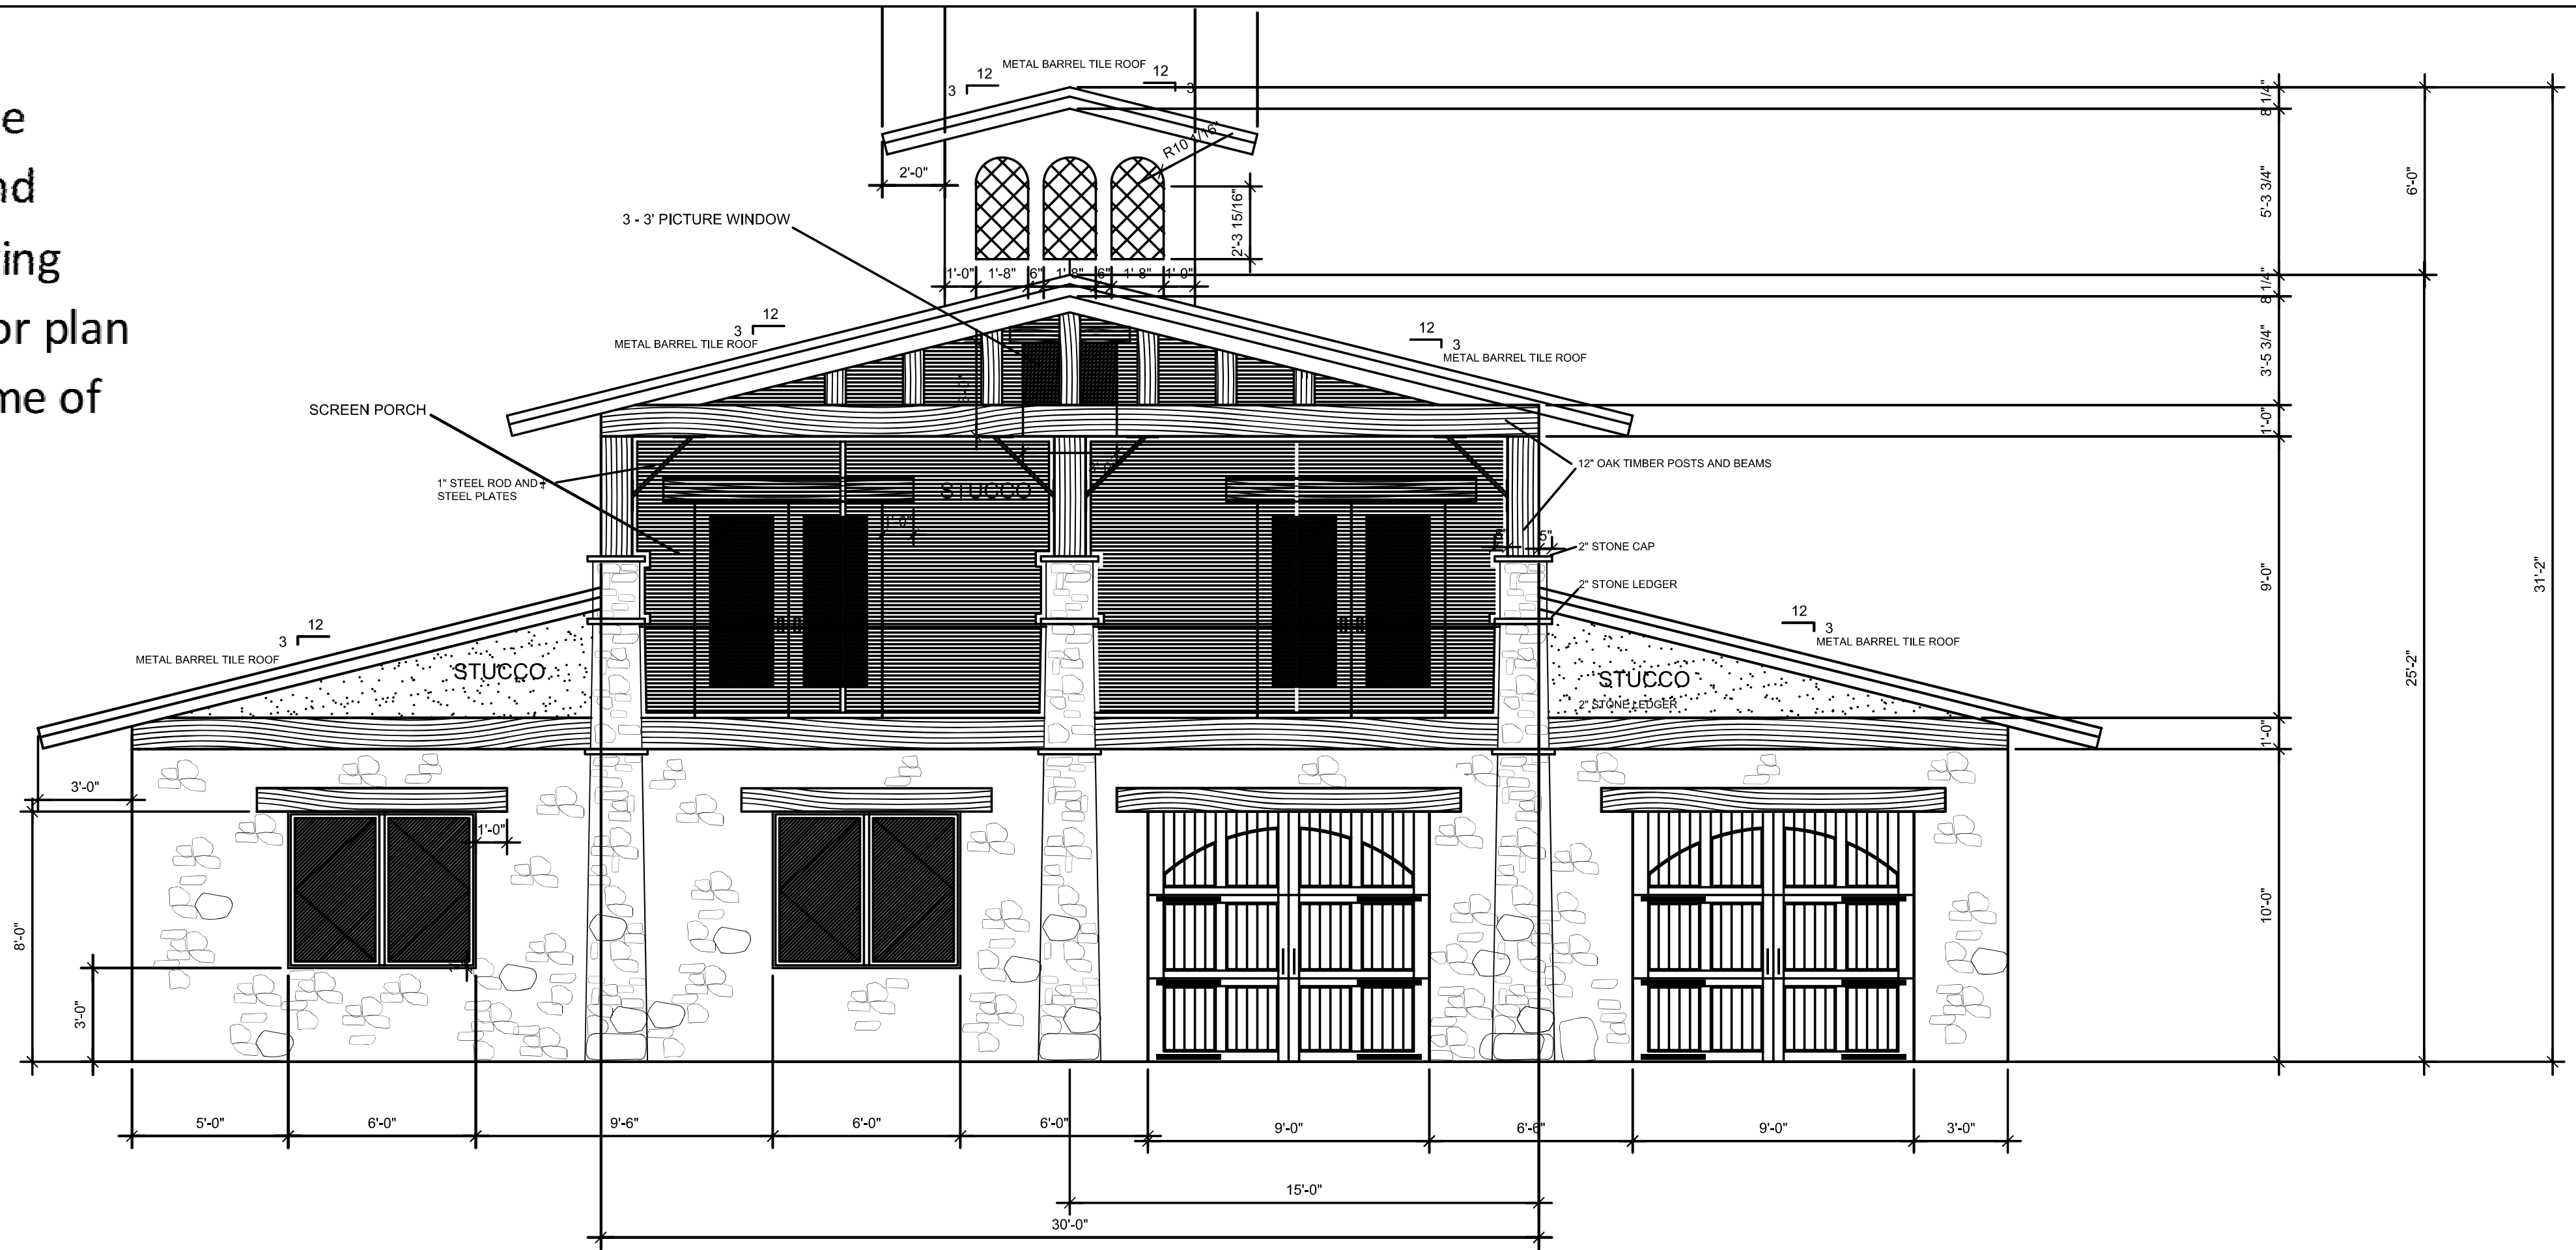 e
nd
ing
or plan
me of
12
METAL BARREL TILE ROOF
12
3
3
8 1/4"
R10 1/16"
2'-0"
5'-3 3/4"
6'-0"
2'-3 15/16"
3 - 3' PICTURE WINDOW
1'-0"
1'-8"
6"
1'-8"
6"
1'-8"
1'-0"
8 1/4"
12
3
METAL BARREL TILE ROOF
12
3
METAL BARREL TILE ROOF
3'-5 3/4"
SCREEN PORCH
1'-0"
12" OAK TIMBER POSTS AND BEAMS
1" STEEL ROD AND
STEEL PLATES
STUCCO
1'-0"
5"
2" STONE CAP
2" STONE LEDGER
9'-0"
31'-2"
12
3
METAL BARREL TILE ROOF
12
3
METAL BARREL TILE ROOF
STUCCO
STUCCO
2" STONE LEDGER
25'-2"
1'-0"
3'-0"
1'-0"
8'-0"
10'-0"
3'-0"
5'-0"
6'-0"
9'-6"
6'-0"
6'-0"
9'-0"
6'-6"
9'-0"
3'-0"
15'-0"
30'-0"